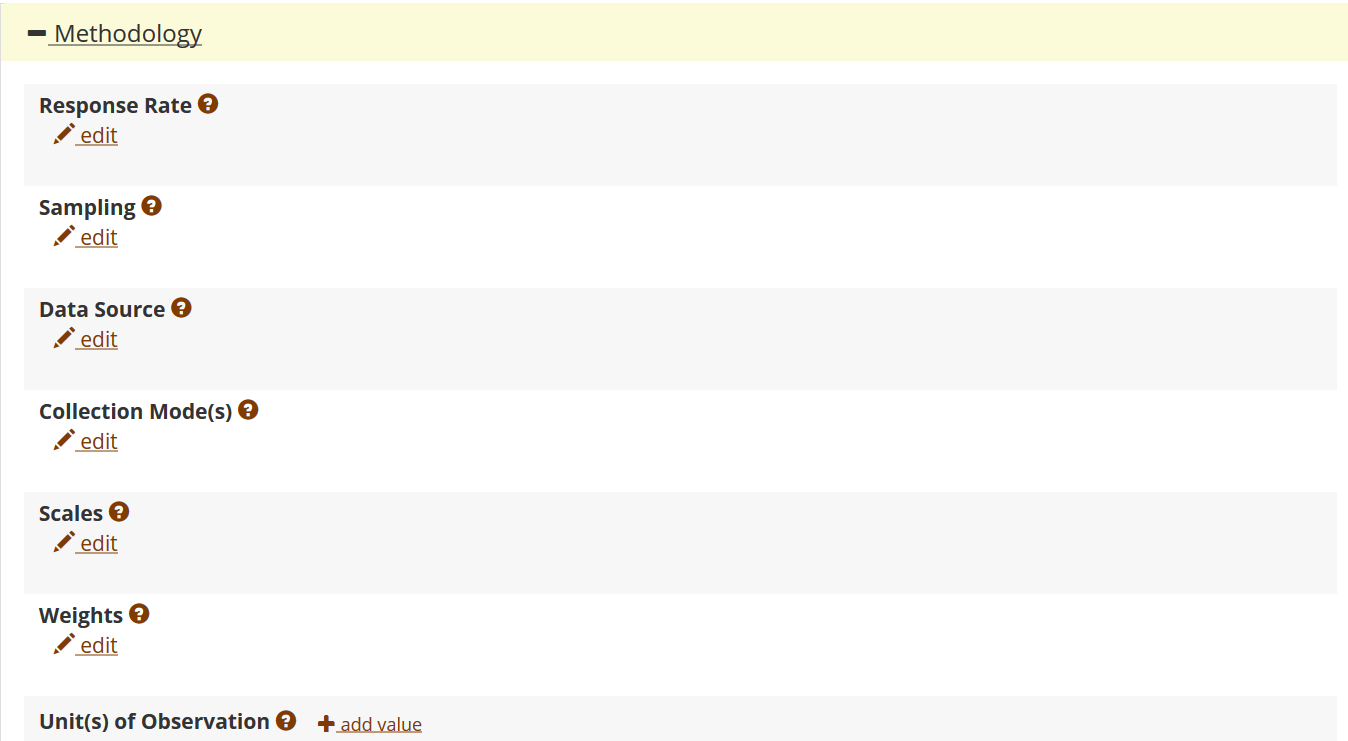 Methodology
Response Rate ?
edit
Sampling ?
edit
Data Source ?
edit
Collection Mode(s) ?
edit
Scales ?
edit
Weights ?
edit
Unit(s) of Observation ? add value